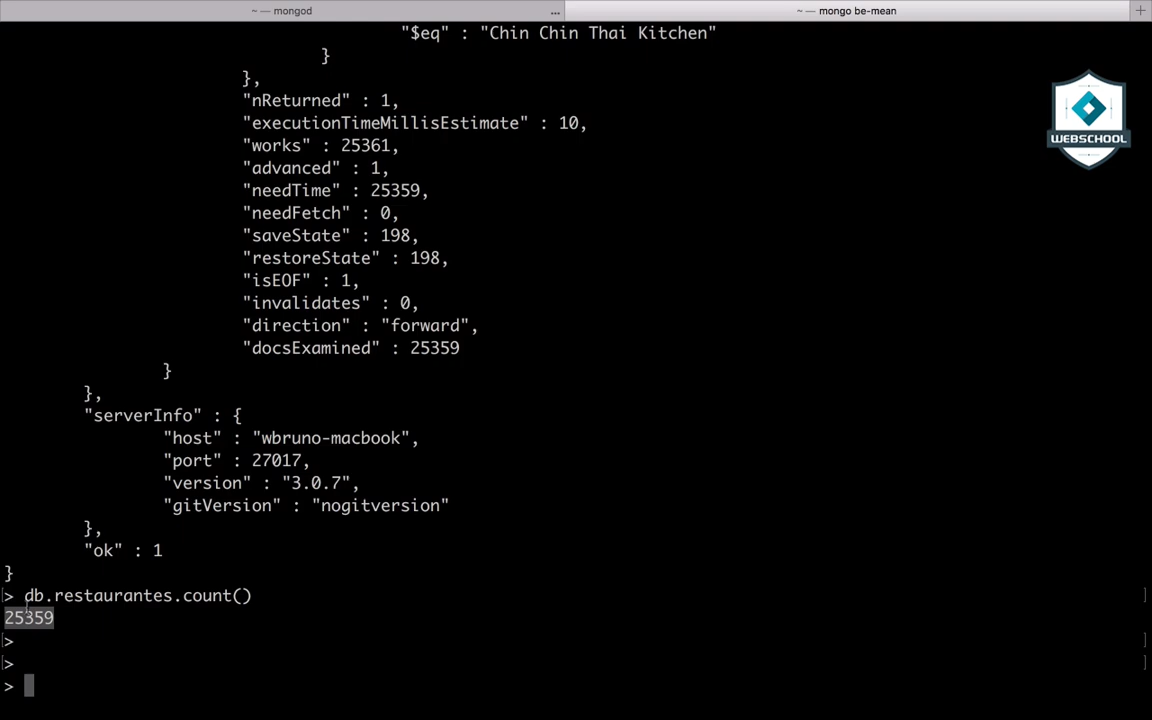 ~ — mongod
...
~ — mongo be-mean
+
"$eq" : "Chin Chin Thai Kitchen"
}
},
"nReturned" : 1,
"executionTimeMillisEstimate" : 10,
"works" : 25361,
"advanced" : 1,
"needTime" : 25359,
"needFetch" : 0,
"saveState" : 198,
"restoreState" : 198,
"isEOF" : 1,
"invalidates" : 0,
"direction" : "forward",
"docsExamined" : 25359
}
},
"serverInfo" : {
"host" : "wbruno-macbook",
"port" : 27017,
"version" : "3.0.7",
"gitVersion" : "nogitversion"
},
"ok" : 1
}
[> db.restaurantes.count() ]
25359
[> ]
[> ]
>
WEBSCHOOL